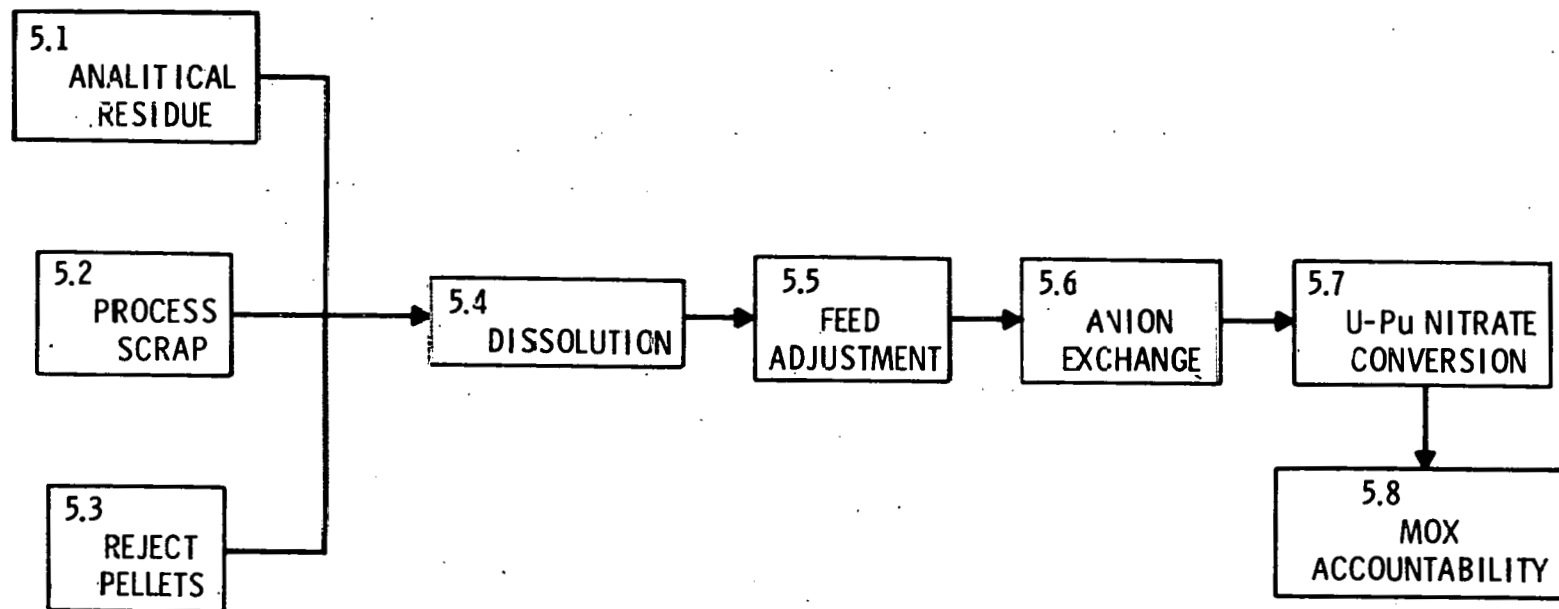 5.1
ANALITICAL
RESIDUE
5.2
PROCESS
SCRAP
5.3
REJECT
PELLETS
5.4
DISSOLUTION
5.5
FEED
ADJUSTMENT
5.6
ANION
EXCHANGE
5.7
U-Pu NITRATE
CONVERSION
5.8
MOX
ACCOUNTABILITY